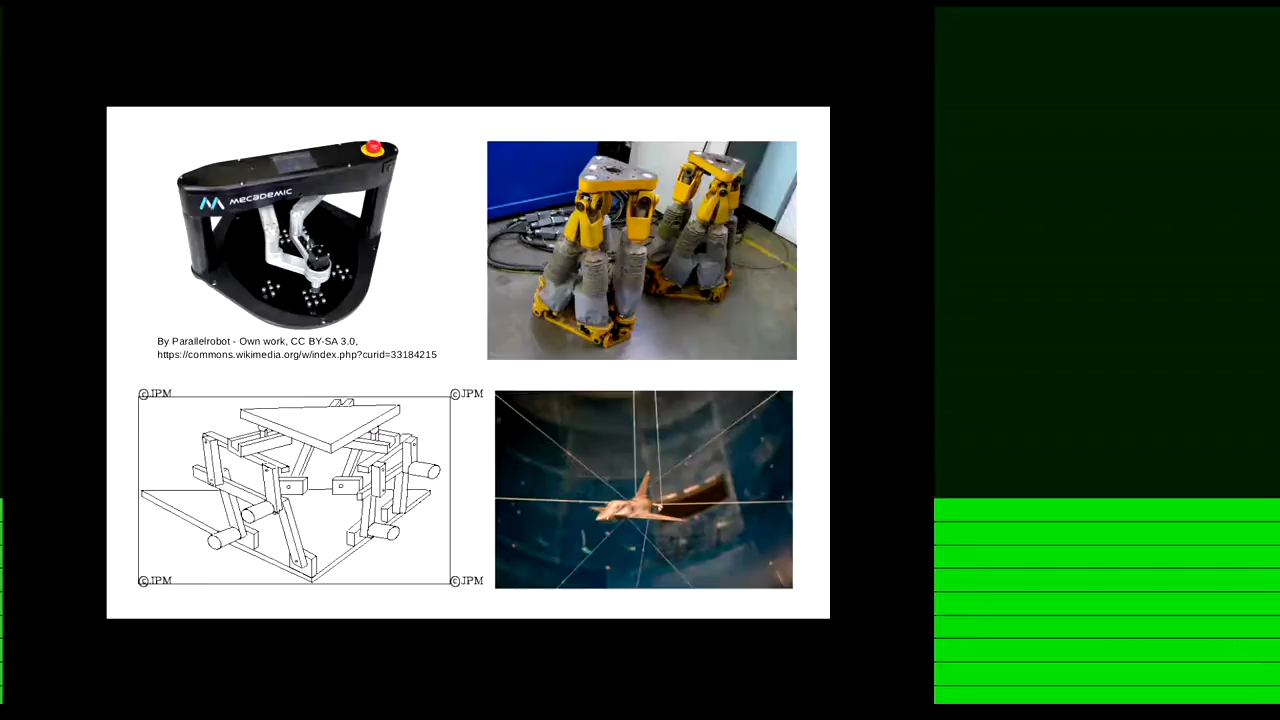 MECADEMIC
By Parallelrobot - Own work, CC BY-SA 3.0,
https://commons.wikimedia.org/w/index.php?curid=33184215
©JPM ©JPM
©JPM ©JPM